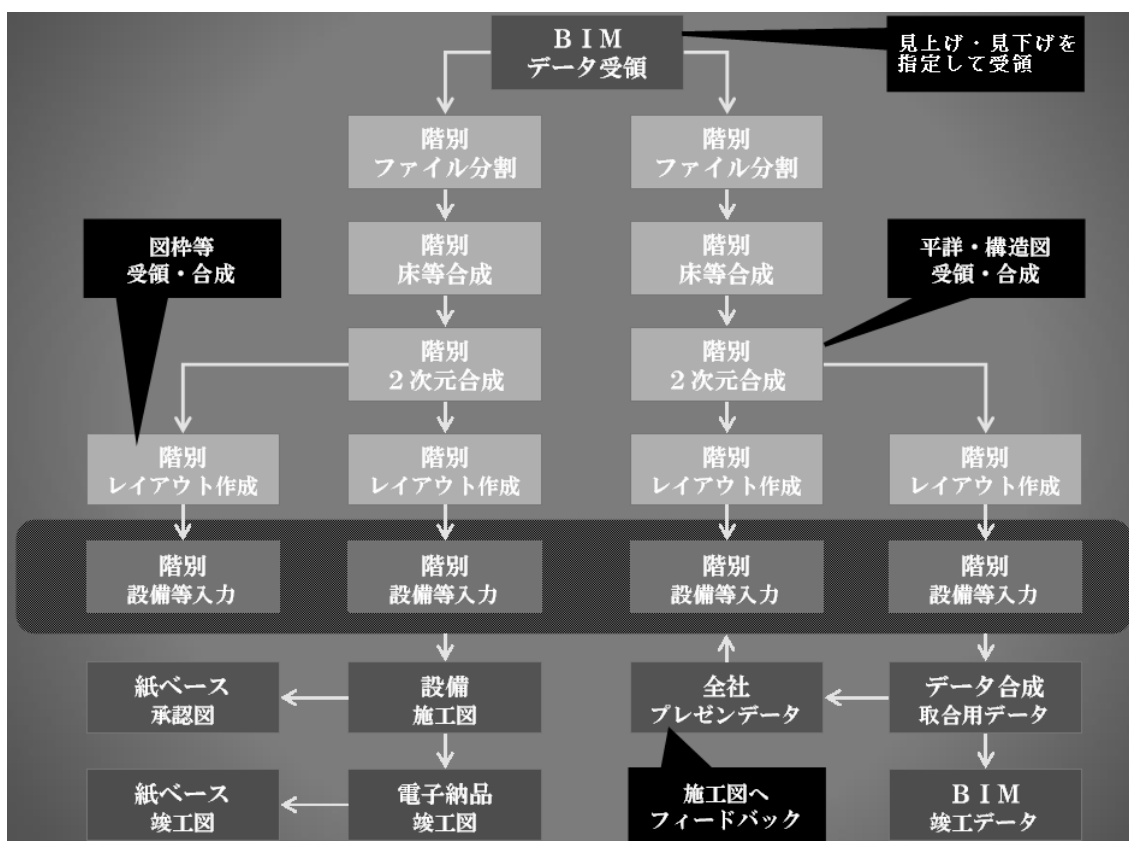 ＢＩＭ
データ受領
見上げ・見下げを
指定して受領
階別
ファイル分割
階別
ファイル分割
図枠等
受領・合成
階別
床等合成
階別
床等合成
平詳・構造図
受領・合成
階別
２次元合成
階別
２次元合成
階別
レイアウト作成
階別
レイアウト作成
階別
レイアウト作成
階別
レイアウト作成
階別
設備等入力
階別
設備等入力
階別
設備等入力
階別
設備等入力
紙ベース
承認図
設備
施工図
全社
プレゼンデータ
データ合成
取合用データ
紙ベース
竣工図
電子納品
竣工図
施工図へ
フィードバック
ＢＩＭ
竣工データ